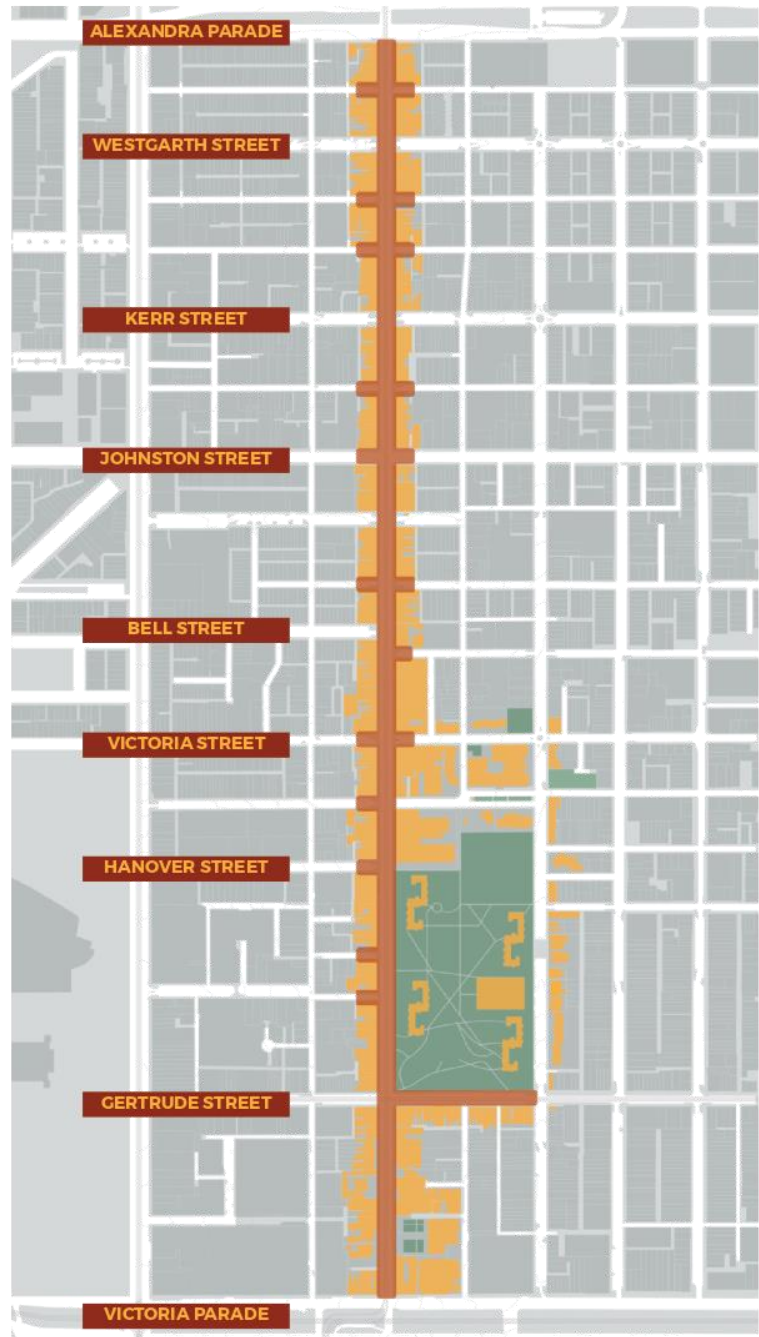 ALEXANDRA PARADE
WESTGARTH STREET
KERR STREET
JOHNSTON STREET
BELL STREET
VICTORIA STREET
HANOVER STREET
GERTRUDE STREET
VICTORIA PARADE